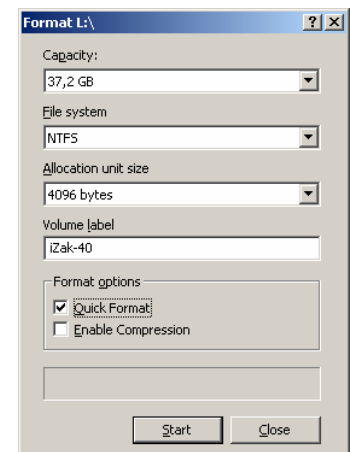 Format L:\
Capacity:
37,2 GB
File system
NTFS
Allocation unit size
4096 bytes
Volume label
iZak-40
Format options
Quick Format
Enable Compression
Start Close